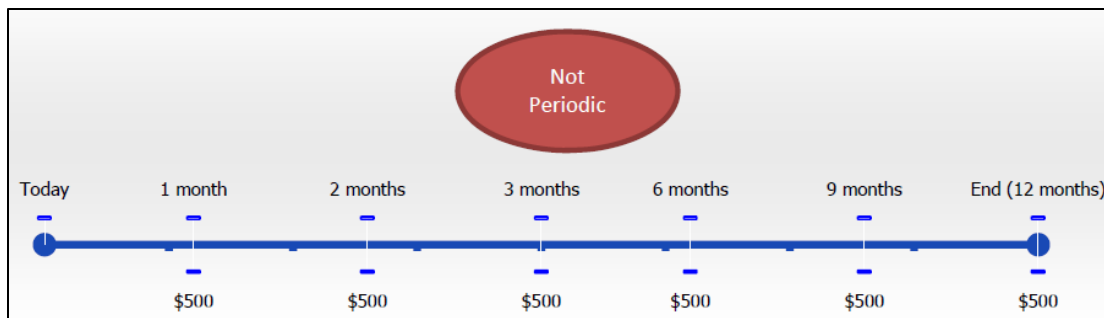 Not
Periodic
Today 1 month 2 months 3 months 6 months 9 months End (12 months)
$500 $500 $500 $500 $500 $500